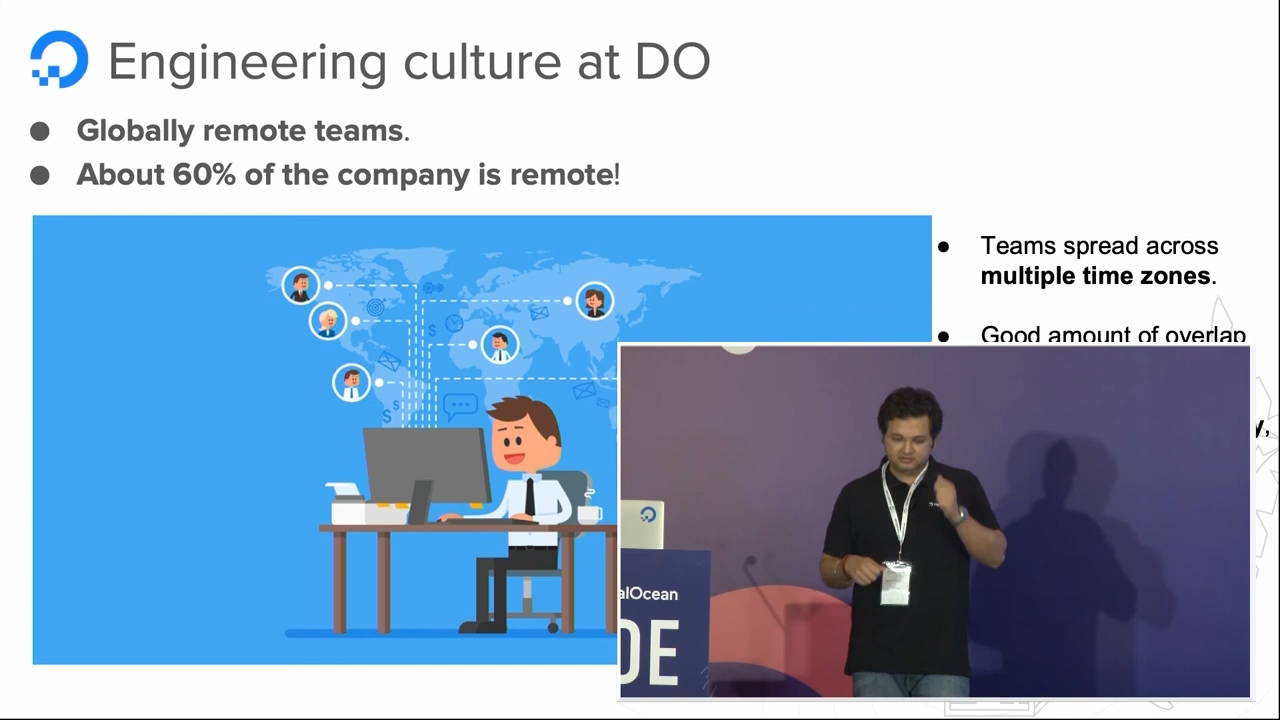 Engineering culture at DO
● Globally remote teams.
● About 60% of the company is remote!
● Teams spread across
multiple time zones.
● Good amount of overlap
y,
alOcean
DE